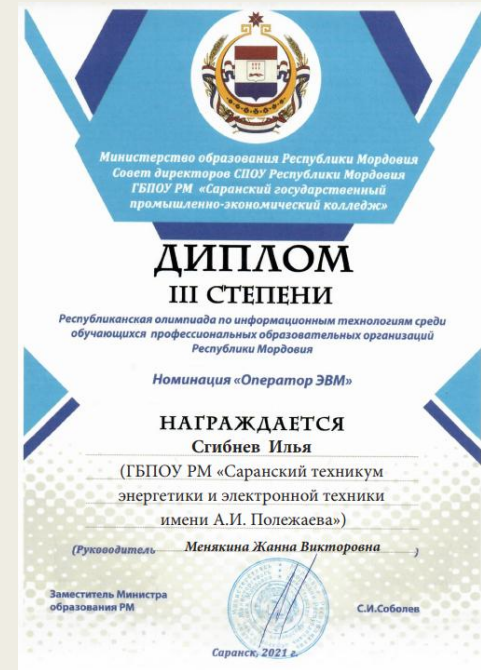 Министерство образования Республики Мордовия
Совет директоров СПОУ Республики Мордовия
ГБПОУ РМ «Саранский государственный
промышленно-экономический колледж»
ДИПЛОМ
III СТЕПЕНИ
Республиканская олимпиада по информационным технологиям среди
обучающихся профессиональных образовательных организаций
Республики Мордовия
Номинация «Оператор ЭВМ»
НАГРАЖДАЕТСЯ
Сгибнев Илья
(ГБПОУ РМ «Саранский техникум
энергетики и электронной техники
имени А.И. Полежаева»)
(Руководитель Менякина Жанна Викторовна )
Заместитель Министра
образования РМ
С.И.Соболев
Саранск, 2021 г.